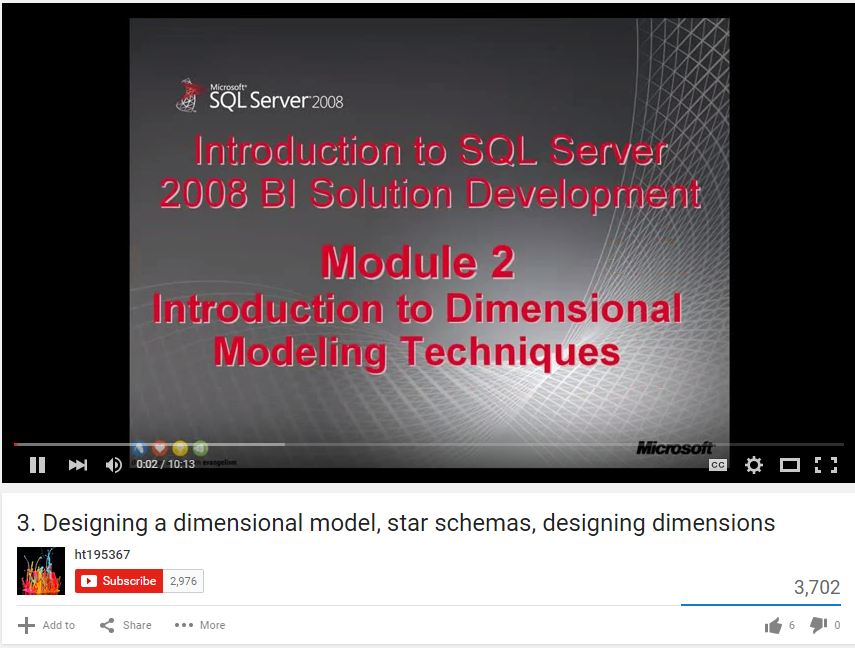 Microsoft®
SQL Server® 2008
Introduction to SQL Server
2008 BI Solution Development
Module 2
Introduction to Dimensional
Modeling Techniques
Microsoft
evangelism
0:02 / 10:13
CC
3. Designing a dimensional model, star schemas, designing dimensions
ht195367
Subscribe 2,976
3,702
Add to Share More 6 0